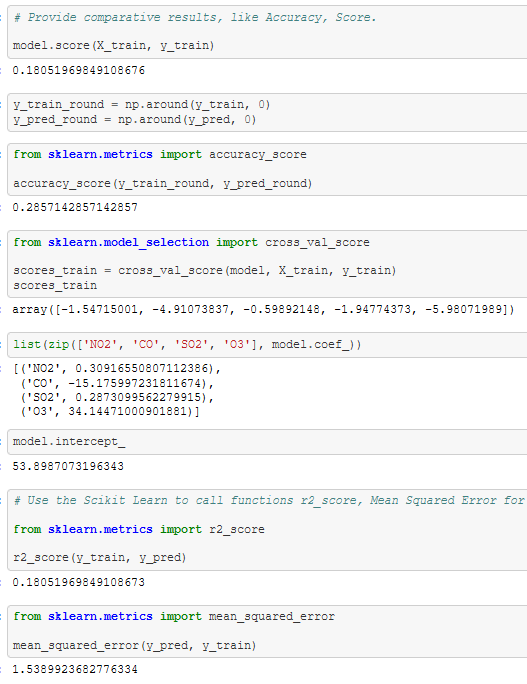 # Provide comparative results, like Accuracy, Score.
model.score(X_train, y_train)
0.18051969849108676
y_train_round = np.around(y_train, 0)
y_pred_round = np.around(y_pred, 0)
from sklearn.metrics import accuracy_score
accuracy_score(y_train_round, y_pred_round)
0.2857142857142857
from sklearn.model_selection import cross_val_score
scores_train = cross_val_score(model, X_train, y_train)
scores_train
array([-1.54715001, -4.91073837, -0.59892148, -1.94774373, -5.98071989])
list(zip(['NO2', 'CO', 'SO2', 'O3'], model.coef_))
[('NO2', 0.30916550807112386),
('CO', -15.175997231811674),
('SO2', 0.2873099562279915),
('O3', 34.14471000901881)]
model.intercept_
53.8987073196343
# Use the Scikit Learn to call functions r2_score, Mean Squared Error for
from sklearn.metrics import r2_score
r2_score(y_train, y_pred)
0.18051969849108673
from sklearn.metrics import mean_squared_error
mean_squared_error(y_pred, y_train)
1.5389923682776334